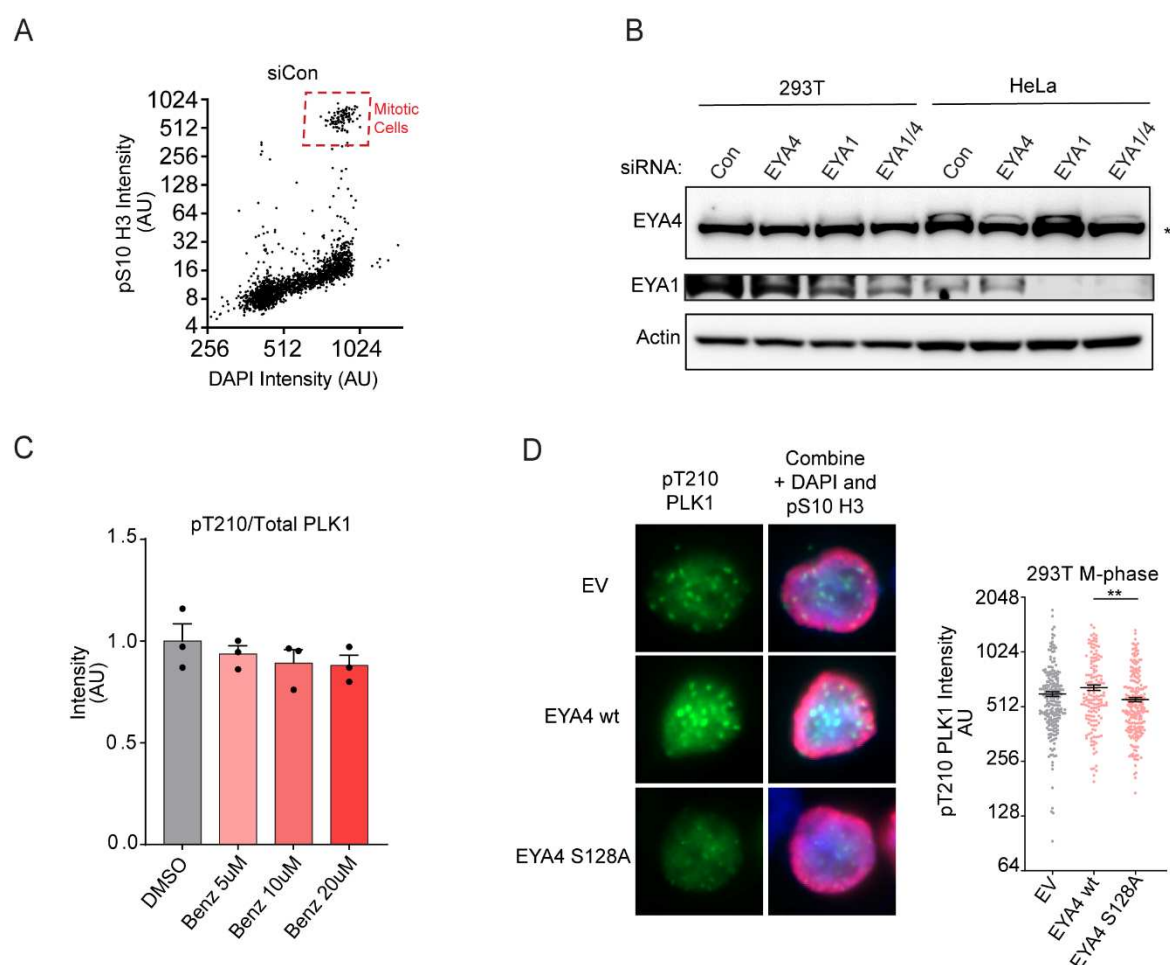 A
siCon
1024
512
256
128
64
32
16
8
4
256
512
1024
pS10 H3 Intensity
(AU)
DAPI Intensity (AU)
Mitotic
Cells
B
293T
HeLa
siRNA:
Con
EYA4
EYA1
EYA1/4
Con
EYA4
EYA1
EYA1/4
EYA4
*
EYA1
Actin
C
pT210/Total PLK1
1.5
1.0
0.5
0.0
Intensity
(AU)
DMSO
Benz 5uM
Benz 10uM
Benz 20uM
D
pT210
PLK1
Combine
+ DAPI and
pS10 H3
EV
EYA4 wt
EYA4 S128A
293T M-phase
**
2048
1024
512
256
128
64
pT210 PLK1 Intensity
AU
EV
EYA4 wt
EYA4 S128A